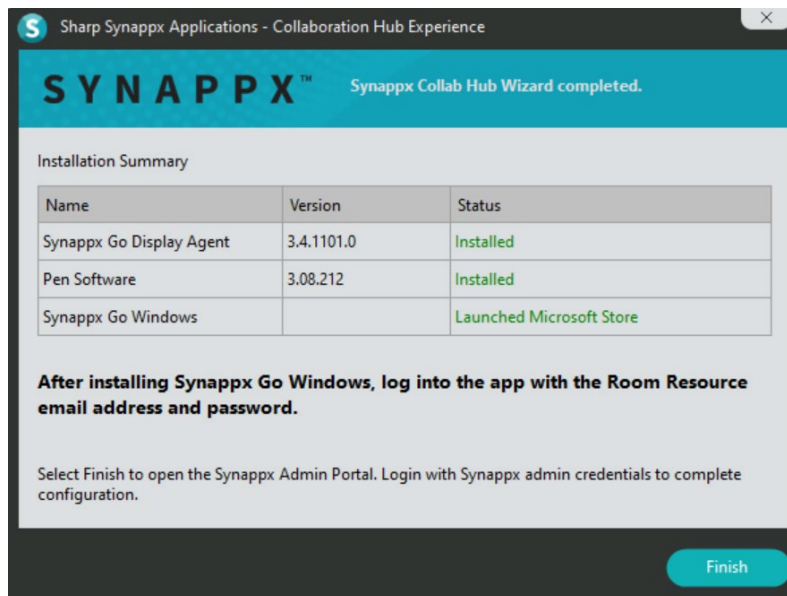 S Sharp Synappx Applications - Collaboration Hub Experience
SYNAPPX™ Synappx Collab Hub Wizard completed.
Installation Summary
Name Version Status
Synappx Go Display Agent 3.4.1101.0 Installed
Pen Software 3.08.212 Installed
Synappx Go Windows Launched Microsoft Store
After installing Synappx Go Windows, log into the app with the Room Resource
email address and password.
Select Finish to open the Synappx Admin Portal. Login with Synappx admin credentials to complete
configuration.
Finish